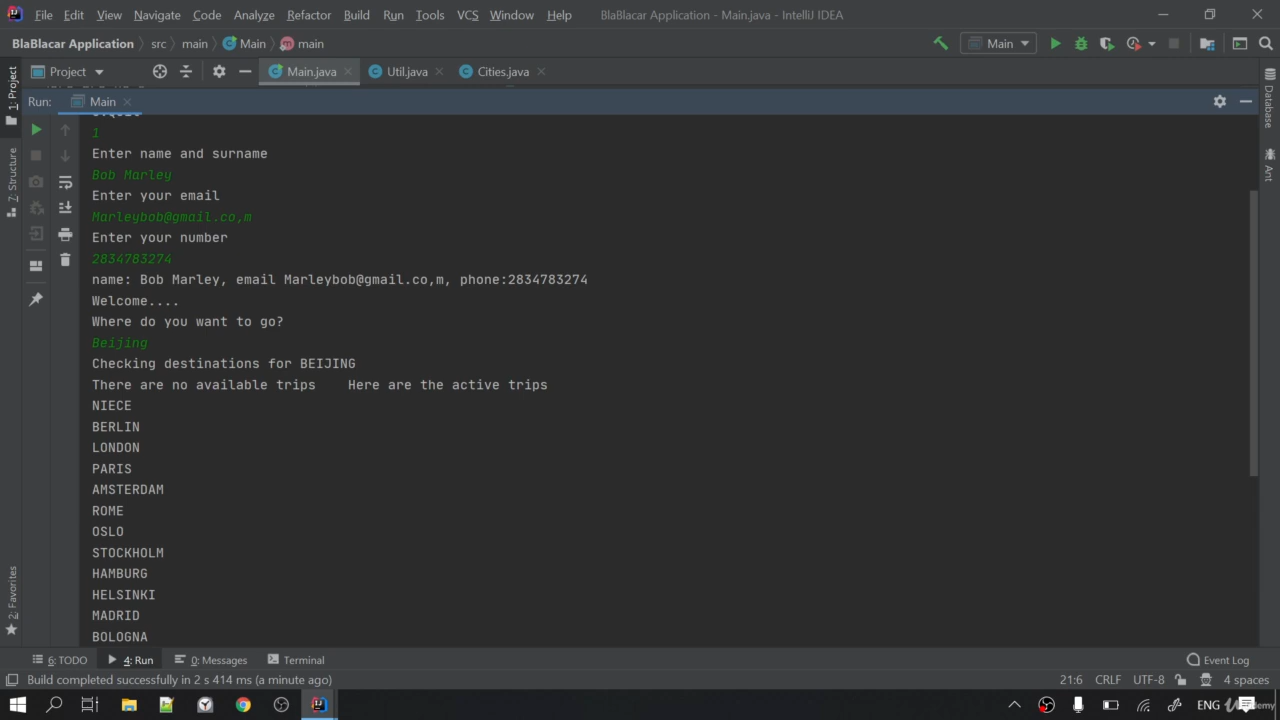 File Edit View Navigate Code Analyze Refactor Build Run Tools VCS Window Help BlaBlacar Application - Main.java - IntelliJ IDEA
BlaBlacar Application src main Main main Main
1: Project
Project Main.java Util.java Cities.java
Run: Main
1
Enter name and surname
Bob Marley
Enter your email
Marleybob@gmail.co,m
Enter your number
2834783274
name: Bob Marley, email Marleybob@gmail.co,m, phone:2834783274
Welcome....
Where do you want to go?
Beijing
Checking destinations for BEIJING
There are no available trips    Here are the active trips
NIECE
BERLIN
LONDON
PARIS
AMSTERDAM
ROME
OSLO
STOCKHOLM
HAMBURG
HELSINKI
MADRID
BOLOGNA
7: Structure
2: Favorites
Database
Ant
6: TODO 4: Run 0: Messages Terminal Event Log
Build completed successfully in 2 s 414 ms (a minute ago) 21:6 CRLF UTF-8 4 spaces
ENG